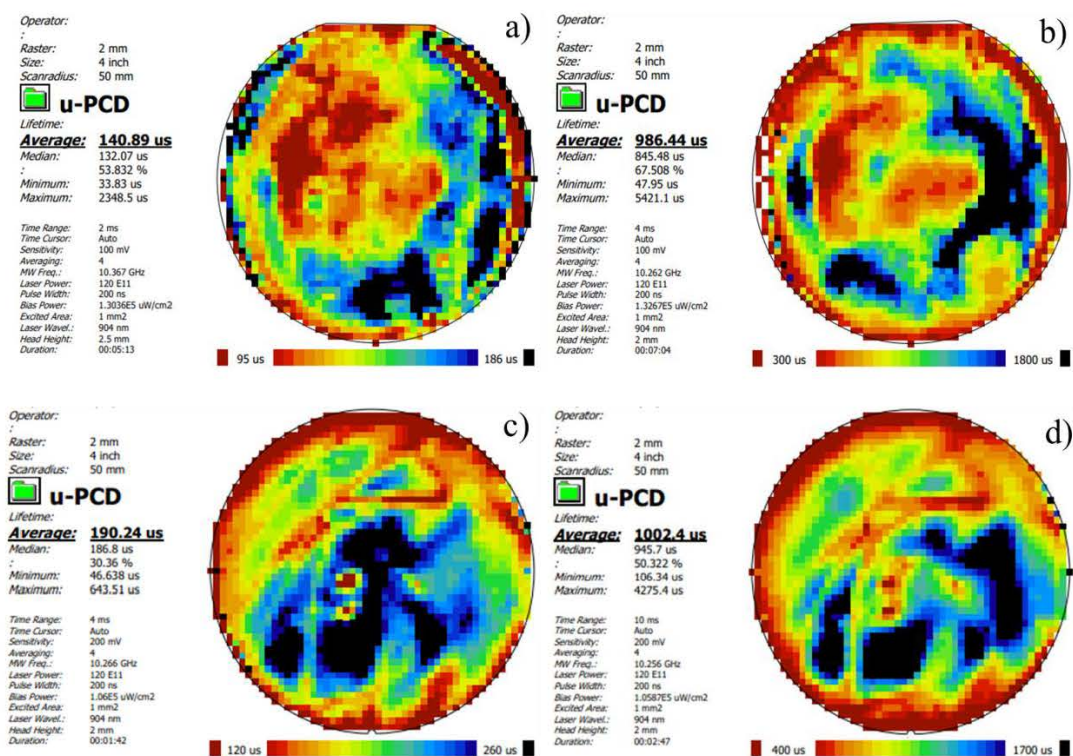 a)
Operator:
:
Raster: 2 mm
Size: 4 inch
Scanradius: 50 mm
u-PCD
Lifetime:
Average: 140.89 us
Median: 132.07 us
: 53.832 %
Minimum: 33.83 us
Maximum: 2348.5 us
Time Range: 2 ms
Time Cursor: Auto
Sensitivity: 100 mV
Averaging: 4
MW Freq.: 10.367 GHz
Laser Power: 120 E11
Pulse Width: 200 ns
Bias Power: 1.3036E5 uW/cm2
Excited Area: 1 mm2
Laser Wavel.: 904 nm
Head Height: 2.5 mm
Duration: 00:05:13
95 us 186 us
b)
Operator:
:
Raster: 2 mm
Size: 4 inch
Scanradius: 50 mm
u-PCD
Lifetime:
Average: 986.44 us
Median: 845.48 us
: 67.508 %
Minimum: 47.95 us
Maximum: 5421.1 us
Time Range: 4 ms
Time Cursor: Auto
Sensitivity: 100 mV
Averaging: 4
MW Freq.: 10.262 GHz
Laser Power: 120 E11
Pulse Width: 200 ns
Bias Power: 1.3267E5 uW/cm2
Excited Area: 1 mm2
Laser Wavel.: 904 nm
Head Height: 2 mm
Duration: 00:07:04
300 us 1800 us
c)
Operator:
:
Raster: 2 mm
Size: 4 inch
Scanradius: 50 mm
u-PCD
Lifetime:
Average: 190.24 us
Median: 186.8 us
: 30.36 %
Minimum: 46.638 us
Maximum: 643.51 us
Time Range: 4 ms
Time Cursor: Auto
Sensitivity: 200 mV
Averaging: 4
MW Freq.: 10.266 GHz
Laser Power: 120 E11
Pulse Width: 200 ns
Bias Power: 1.06E5 uW/cm2
Excited Area: 1 mm2
Laser Wavel.: 904 nm
Head Height: 2 mm
Duration: 00:01:42
120 us 260 us
d)
Operator:
:
Raster: 2 mm
Size: 4 inch
Scanradius: 50 mm
u-PCD
Lifetime:
Average: 1002.4 us
Median: 945.7 us
: 50.322 %
Minimum: 106.34 us
Maximum: 4275.4 us
Time Range: 10 ms
Time Cursor: Auto
Sensitivity: 200 mV
Averaging: 4
MW Freq.: 10.256 GHz
Laser Power: 120 E11
Pulse Width: 200 ns
Bias Power: 1.0587E5 uW/cm2
Excited Area: 1 mm2
Laser Wavel.: 904 nm
Head Height: 2 mm
Duration: 00:02:47
400 us 1700 us